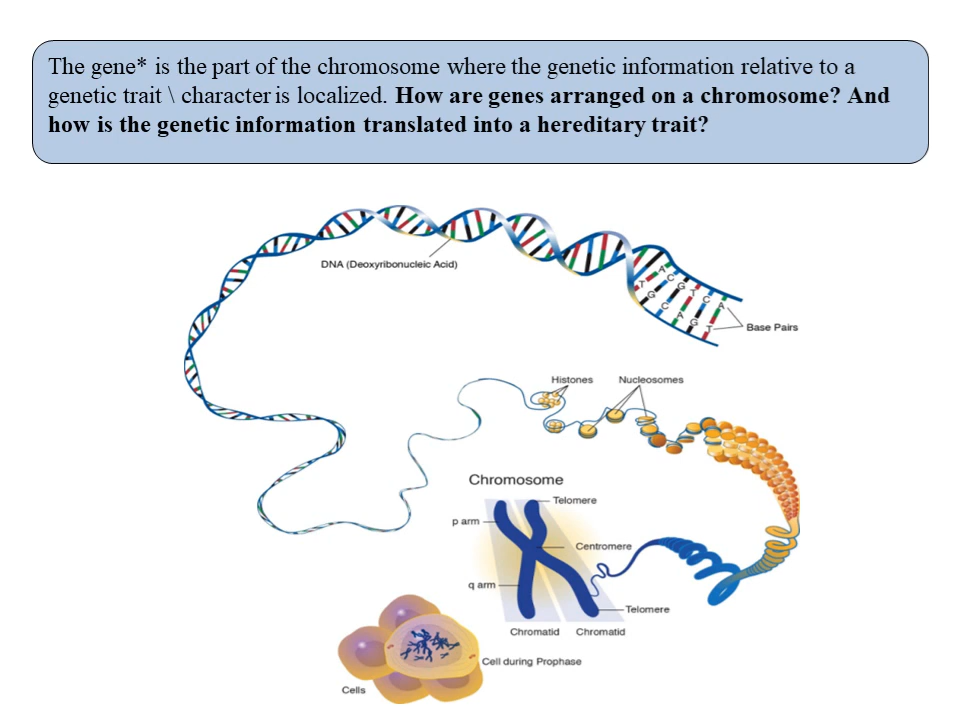 The gene* is the part of the chromosome where the genetic information relative to a
genetic trait \ character is localized. How are genes arranged on a chromosome? And
how is the genetic information translated into a hereditary trait?
DNA (Deoxyribonucleic Acid)
A C G T C A
T G C A G T
Base Pairs
Histones
Nucleosomes
Chromosome
Telomere
p arm
Centromere
q arm
Telomere
Chromatid
Chromatid
Cell during Prophase
Cells